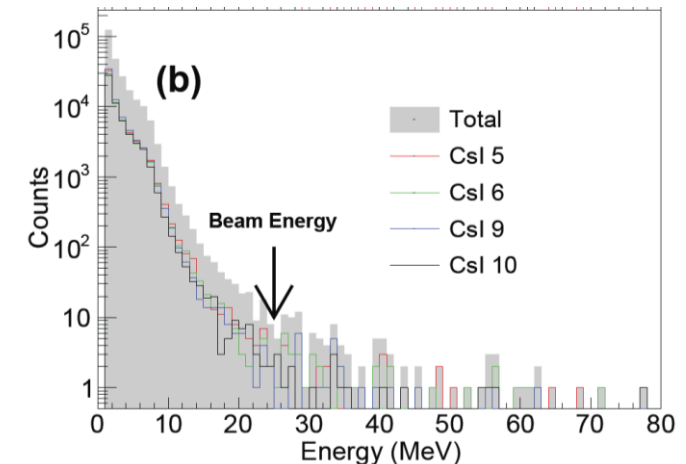 (b)
Counts
10⁵
10⁴
10³
10²
10
1
Total
CsI 5
CsI 6
CsI 9
CsI 10
Beam Energy
0 10 20 30 40 50 60 70 80
Energy (MeV)